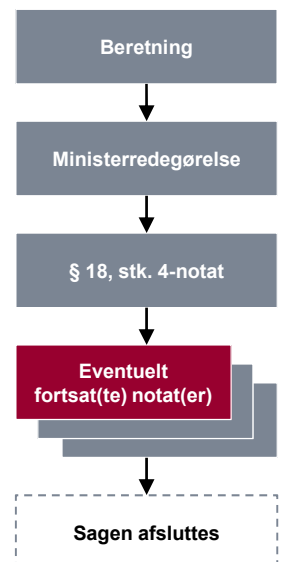 Beretning
Ministerredegørelse
§ 18, stk. 4-notat
Eventuelt
fortsat(te) notat(er)
Sagen afsluttes